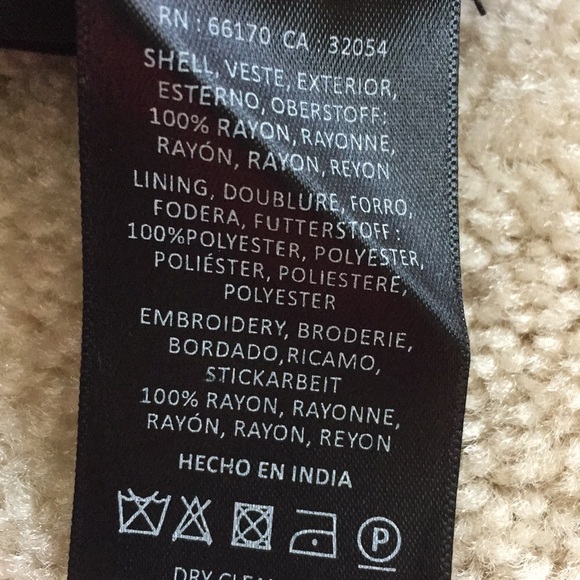 RN : 66170 CA : 32054
SHELL, VESTE, EXTERIOR,
ESTERNO, OBERSTOFF:
100% RAYON, RAYONNE,
RAYÓN, RAYON, REYON
LINING, DOUBLURE, FORRO,
FODERA, FUTTERSTOFF :
100%POLYESTER, POLYESTER,
POLIÉSTER, POLIESTERE,
POLYESTER
EMBROIDERY, BRODERIE,
BORDADO,RICAMO,
STICKARBEIT
100% RAYON, RAYONNE,
RAYÓN, RAYON, REYON
HECHO EN INDIA
P
DRY CLEAN